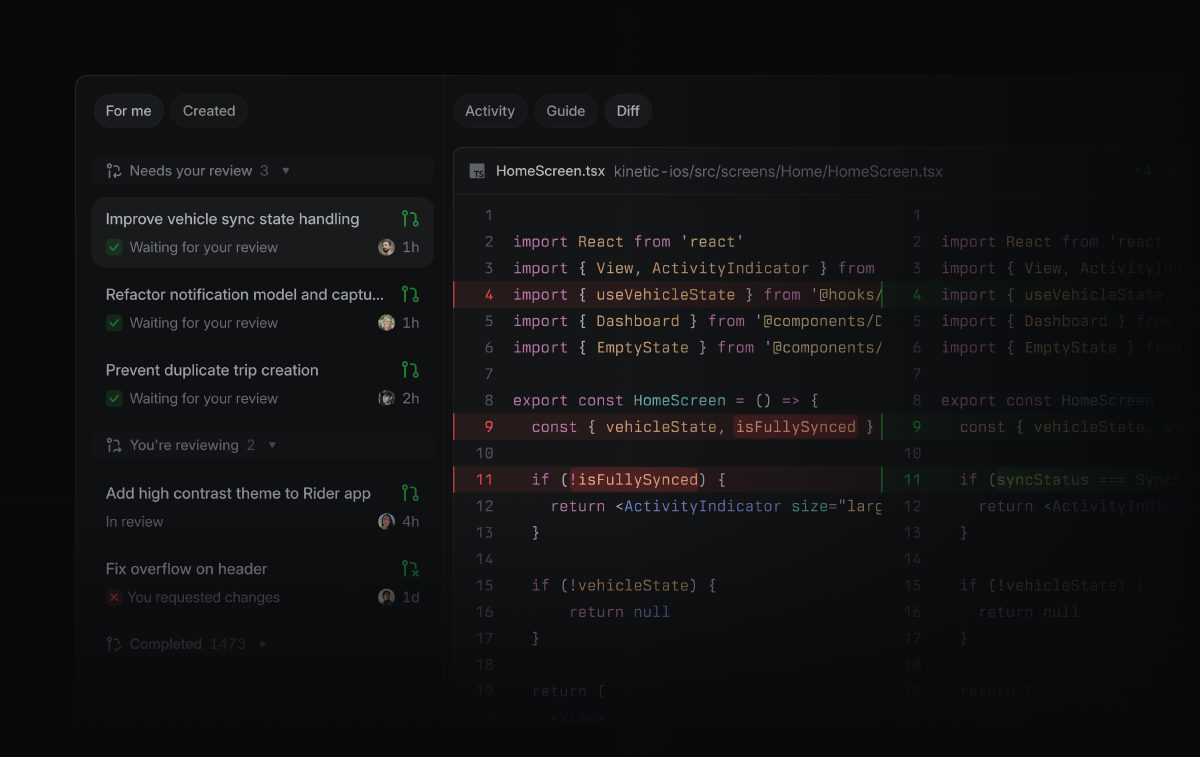 For me
Created
Needs your review 3
Improve vehicle sync state handling
Waiting for your review
1h
Refactor notification model and captu...
Waiting for your review
1h
Prevent duplicate trip creation
Waiting for your review
2h
You're reviewing 2
Add high contrast theme to Rider app
In review
4h
Fix overflow on header
You requested changes
1d
Completed 1473
Activity
Guide
Diff
TS HomeScreen.tsx kinetic-ios/src/screens/Home/HomeScreen.tsx +4 -4
1
2 import React from 'react'
3 import { View, ActivityIndicator } from
4 import { useVehicleState } from '@hooks/
5 import { Dashboard } from '@components/D
6 import { EmptyState } from '@components/
7
8 export const HomeScreen = () => {
9 const { vehicleState, isFullySynced }
10
11 if (!isFullySynced) {
12 return <ActivityIndicator size="larg
13 }
14
15 if (!vehicleState) {
16 return null
17 }
18
19 return (
20 <View>
1
2 import React from 'react'
3 import { View, ActivityIndi
4 import { useVehicleState,
5 import { Dashboard } from
6 import { EmptyState } from
7
8 export const HomeScreen =
9 const { vehicleState, sy
10
11 if (syncStatus === SyncS
12 return <ActivityIndica
13 }
14
15 if (!vehicleState) {
16 return null
17 }
18
19 return (
20